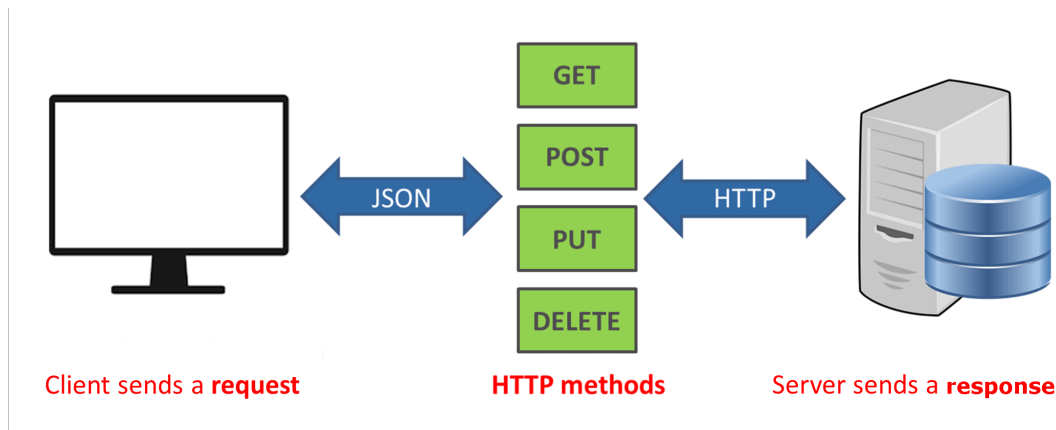 GET
POST
PUT
DELETE
JSON
HTTP
Client sends a request
HTTP methods
Server sends a response